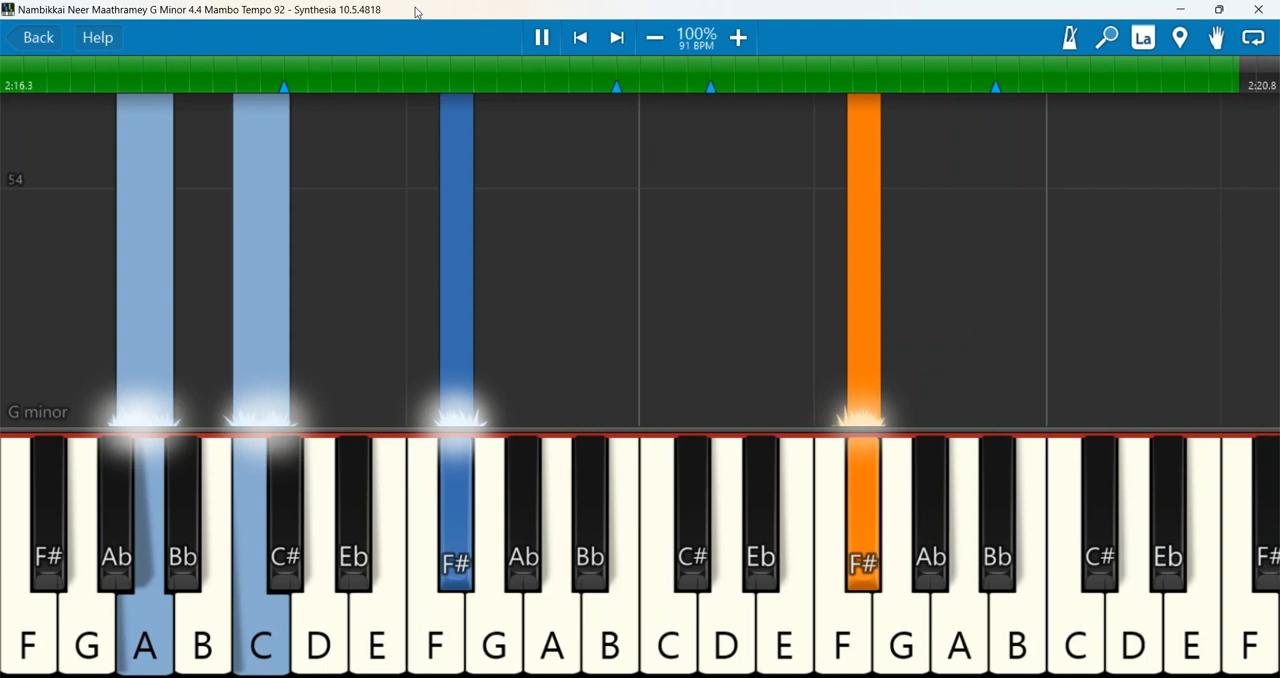 Nambikkai Neer Maathramey G Minor 4.4 Mambo Tempo 92 - Synthesia 10.5.4818
Back Help 100% La
91 BPM
2:16.3 2:20.8
54
G minor
F# Ab Bb C# Eb F# Ab Bb C# Eb F# Ab Bb C# Eb F#
F G A B C D E F G A B C D E F G A B C D E F